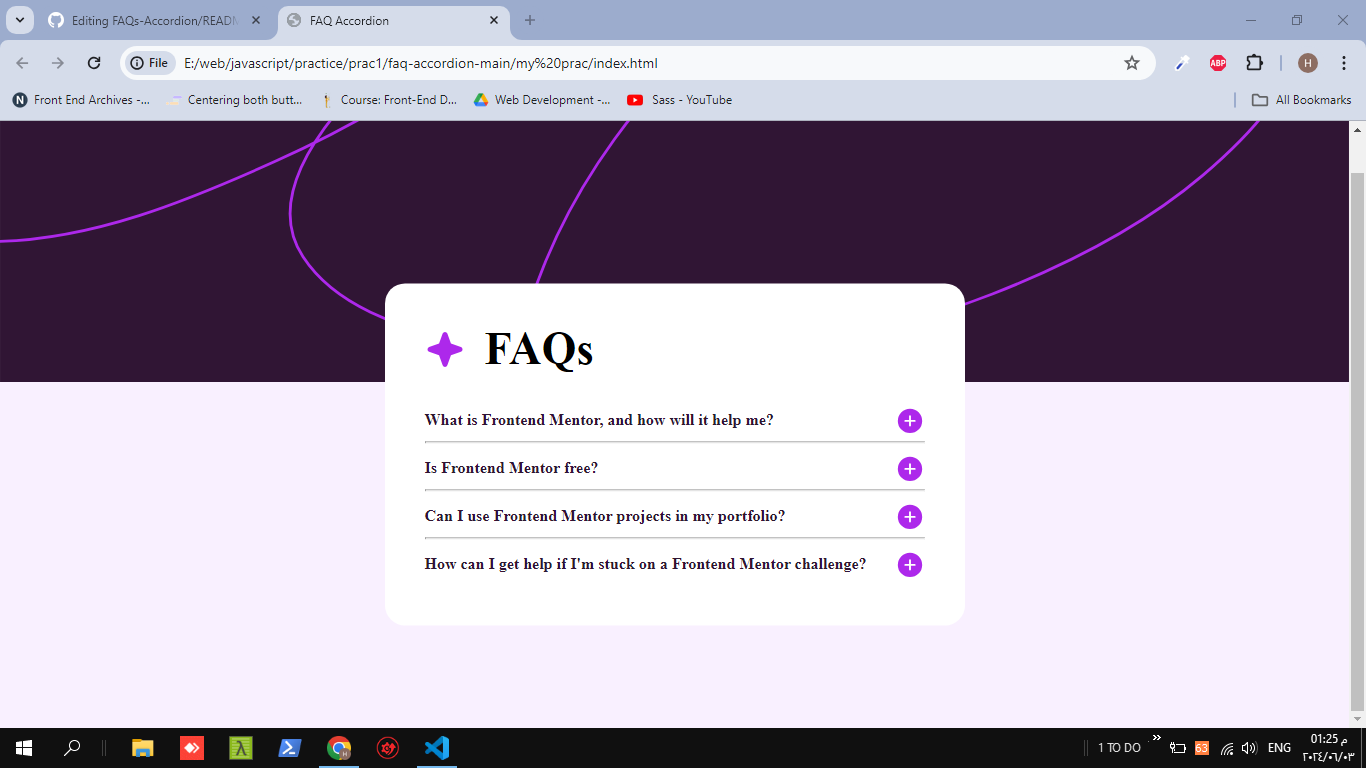 Editing FAQs-Accordion/READM
FAQ Accordion
File E:/web/javascript/practice/prac1/faq-accordion-main/my%20prac/index.html
ABP
H
N Front End Archives -...
Centering both butt...
Course: Front-End D...
Web Development -...
Sass - YouTube
All Bookmarks
FAQs
What is Frontend Mentor, and how will it help me?
Is Frontend Mentor free?
Can I use Frontend Mentor projects in my portfolio?
How can I get help if I'm stuck on a Frontend Mentor challenge?
H
1 TO DO
63
ENG
01:25 م
٢٠٢٤/٠٦/٠٣